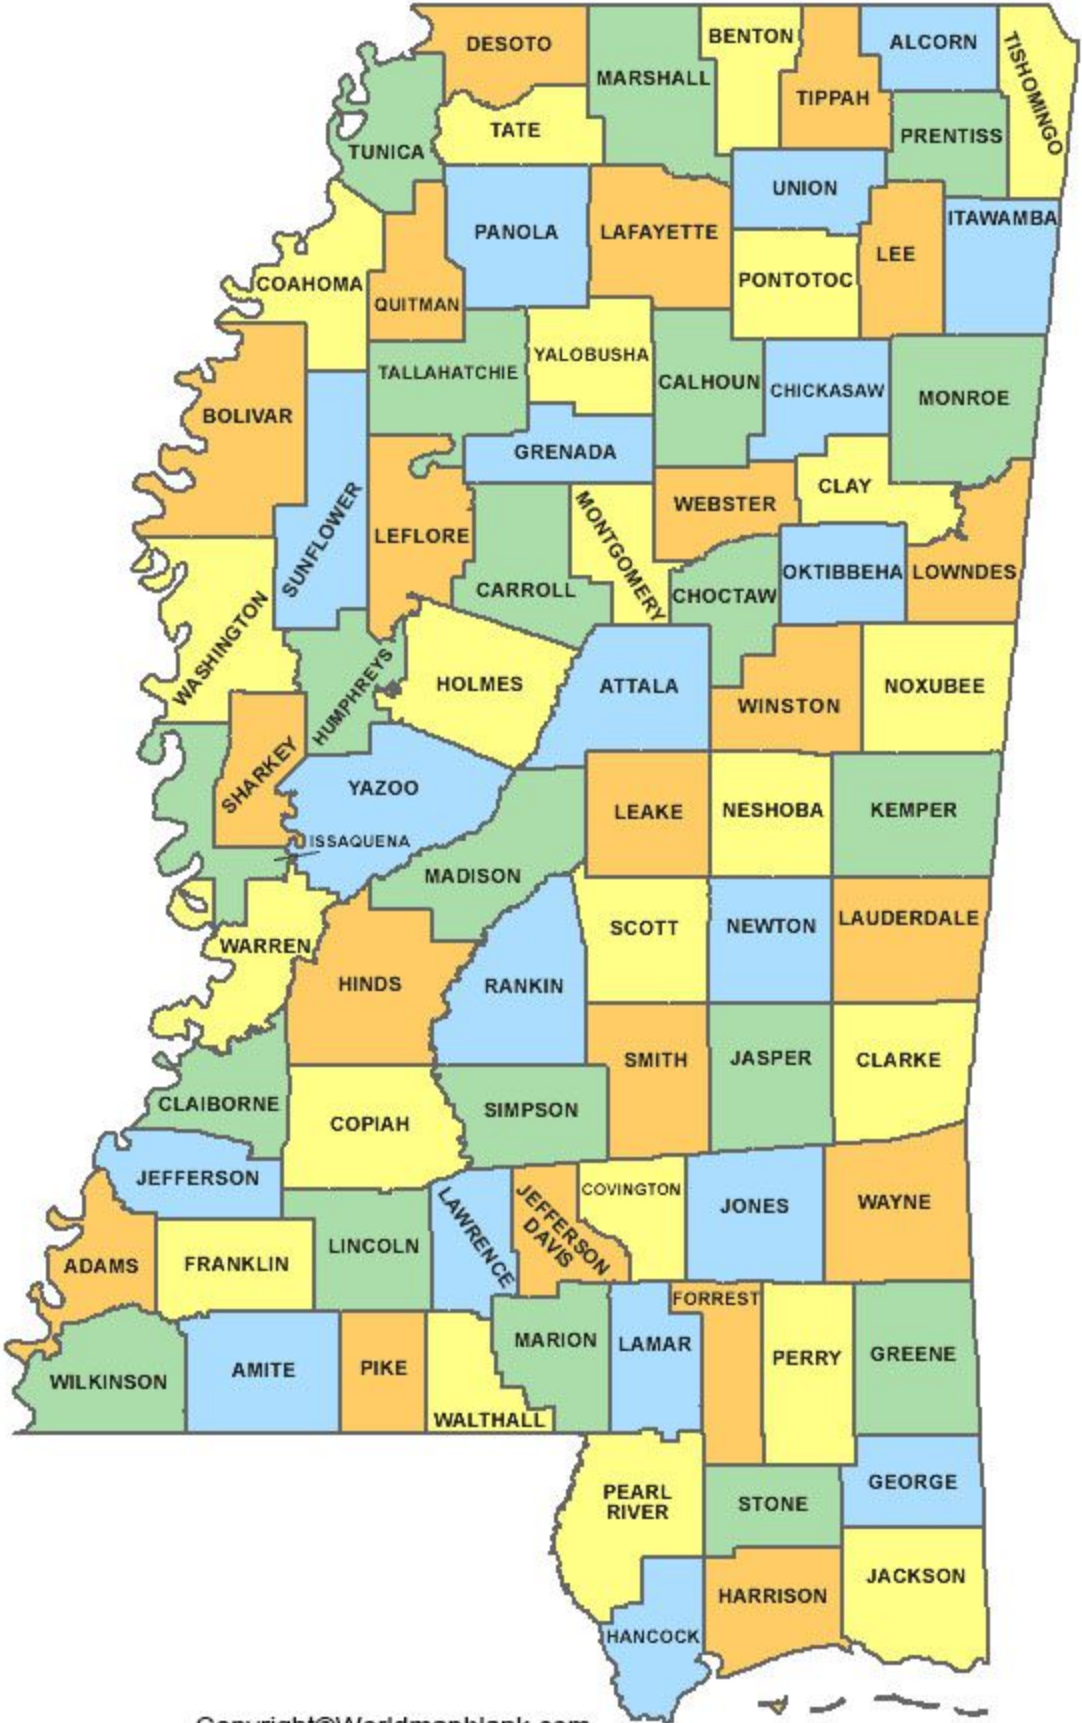 DESOTO
MARSHALL
BENTON
TIPPAH
ALCORN
TISHOMINGO
TUNICA
TATE
PRENTISS
UNION
PANOLA
LAFAYETTE
ITAWAMBA
COAHOMA
QUITMAN
PONTOTOC
LEE
TALLAHATCHIE
YALOBUSHA
CALHOUN
CHICKASAW
MONROE
BOLIVAR
GRENADA
SUNFLOWER
LEFLORE
CARROLL
MONTGOMERY
WEBSTER
CLAY
CHOCTAW
OKTIBBEHA
LOWNDES
WASHINGTON
HUMPHREYS
HOLMES
ATTALA
WINSTON
NOXUBEE
SHARKEY
YAZOO
ISSAQUENA
LEAKE
NESHOBA
KEMPER
MADISON
WARREN
HINDS
RANKIN
SCOTT
NEWTON
LAUDERDALE
SMITH
JASPER
CLARKE
CLAIBORNE
COPIAH
SIMPSON
JEFFERSON
LAWRENCE
JEFFERSON
DAVIS
COVINGTON
JONES
WAYNE
ADAMS
FRANKLIN
LINCOLN
WILKINSON
AMITE
PIKE
WALTHALL
MARION
LAMAR
FORREST
PERRY
GREENE
PEARL
RIVER
STONE
GEORGE
HANCOCK
HARRISON
JACKSON
Copyright©Worldmapblank.com